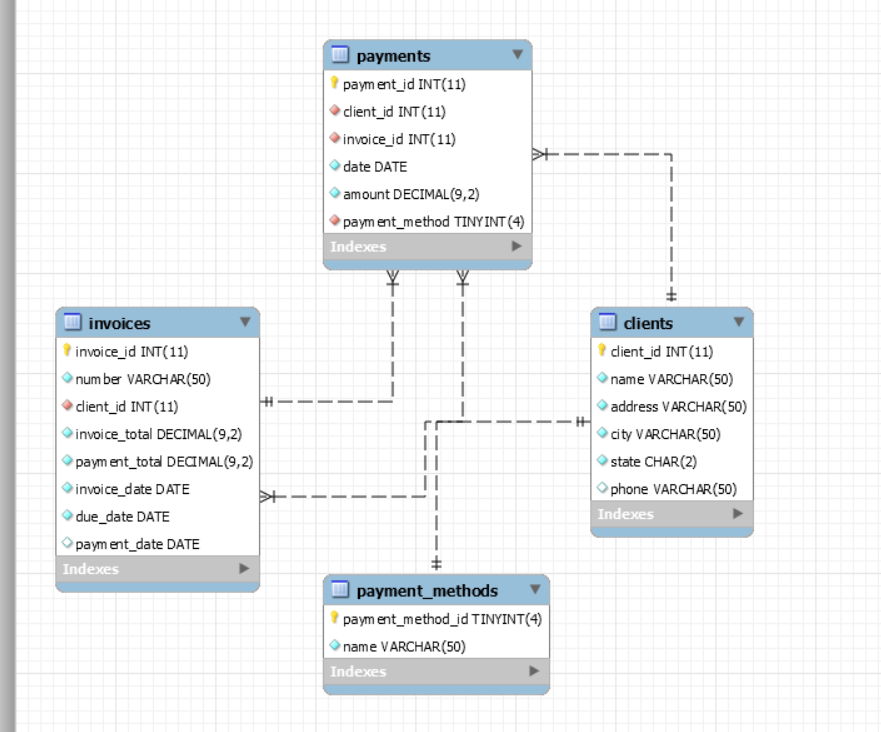 payments
payment_id INT(11)
client_id INT(11)
invoice_id INT(11)
date DATE
amount DECIMAL(9,2)
payment_method TINYINT(4)
Indexes
invoices
invoice_id INT(11)
number VARCHAR(50)
client_id INT(11)
invoice_total DECIMAL(9,2)
payment_total DECIMAL(9,2)
invoice_date DATE
due_date DATE
payment_date DATE
Indexes
clients
client_id INT(11)
name VARCHAR(50)
address VARCHAR(50)
city VARCHAR(50)
state CHAR(2)
phone VARCHAR(50)
Indexes
payment_methods
payment_method_id TINYINT(4)
name VARCHAR(50)
Indexes